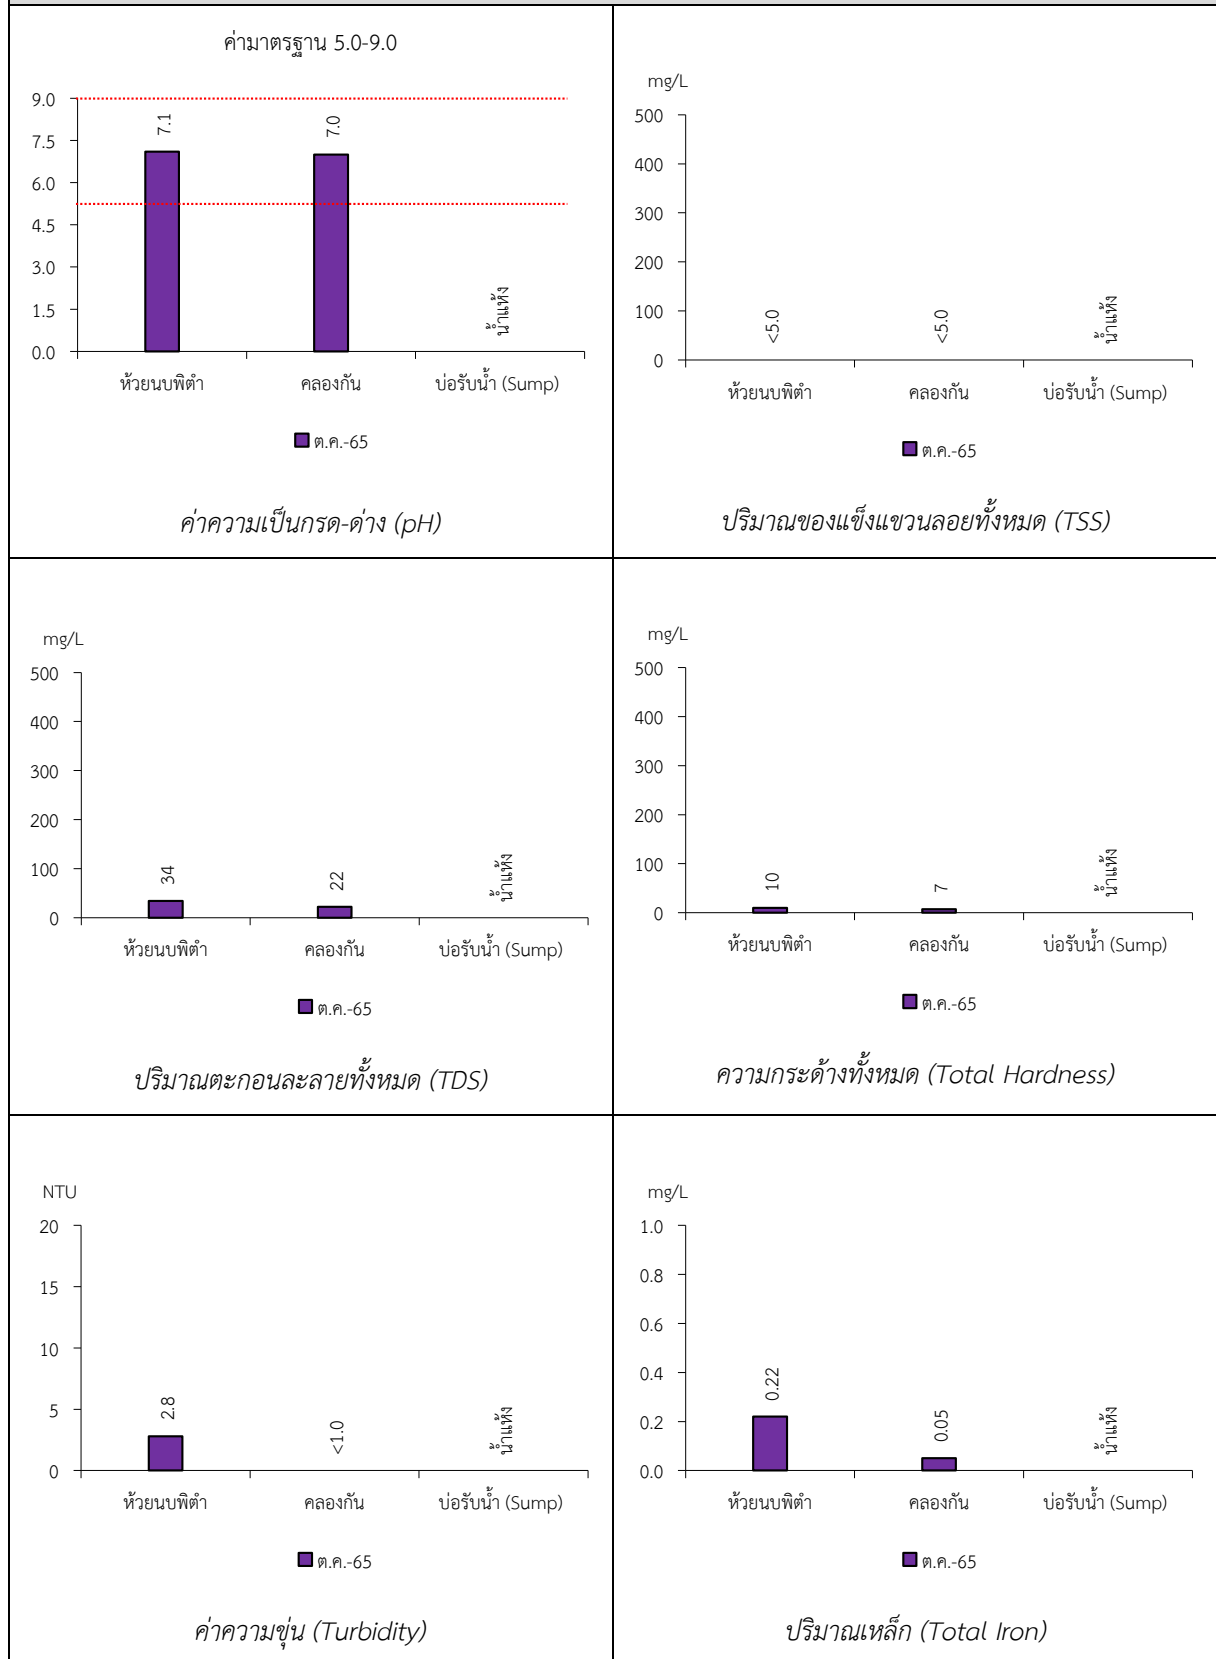 ค่ามาตรฐาน 5.0-9.0
9.0
7.5
6.0
4.5
3.0
1.5
0.0
7.1
7.0
น้ำแห้ง
ห้วยนบพิตำ
คลองกัน
บ่อรับน้ำ (Sump)
ต.ค.-65
ค่าความเป็นกรด-ด่าง (pH)
mg/L
500
400
300
200
100
0
<5.0
<5.0
น้ำแห้ง
ห้วยนบพิตำ
คลองกัน
บ่อรับน้ำ (Sump)
ต.ค.-65
ปริมาณของแข็งแขวนลอยทั้งหมด (TSS)
mg/L
500
400
300
200
100
0
34
22
น้ำแห้ง
ห้วยนบพิตำ
คลองกัน
บ่อรับน้ำ (Sump)
ต.ค.-65
ปริมาณตะกอนละลายทั้งหมด (TDS)
mg/L
500
400
300
200
100
0
10
7
น้ำแห้ง
ห้วยนบพิตำ
คลองกัน
บ่อรับน้ำ (Sump)
ต.ค.-65
ความกระด้างทั้งหมด (Total Hardness)
NTU
20
15
10
5
0
2.8
<1.0
น้ำแห้ง
ห้วยนบพิตำ
คลองกัน
บ่อรับน้ำ (Sump)
ต.ค.-65
ค่าความขุ่น (Turbidity)
mg/L
1.0
0.8
0.6
0.4
0.2
0.0
0.22
0.05
น้ำแห้ง
ห้วยนบพิตำ
คลองกัน
บ่อรับน้ำ (Sump)
ต.ค.-65
ปริมาณเหล็ก (Total Iron)